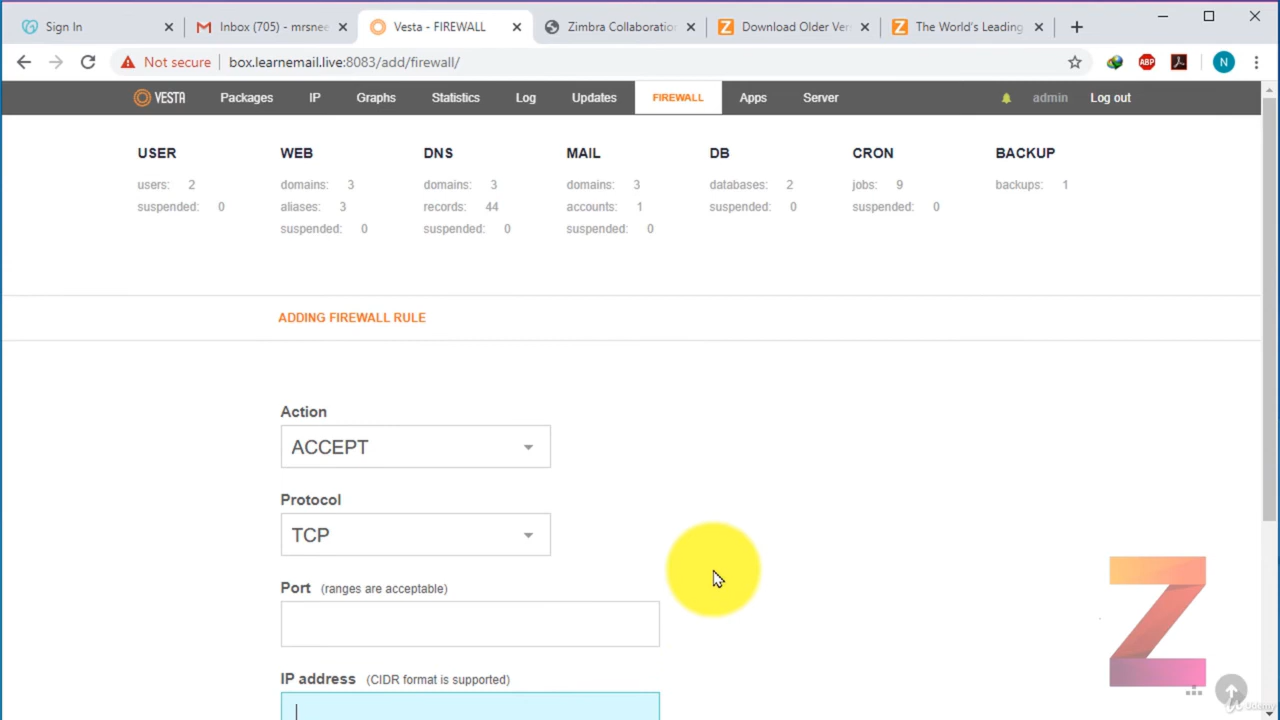 Sign In
Inbox (705) - mrsnee
Vesta - FIREWALL
Zimbra Collaboratio
Download Older Ver
The World's Leading
Not secure
box.learnemail.live:8083/add/firewall/
ABP
N
VESTA
Packages
IP
Graphs
Statistics
Log
Updates
FIREWALL
Apps
Server
admin
Log out
USER
WEB
DNS
MAIL
DB
CRON
BACKUP
users: 2
domains: 3
domains: 3
domains: 3
databases: 2
jobs: 9
backups: 1
suspended: 0
aliases: 3
records: 44
accounts: 1
suspended: 0
suspended: 0
suspended: 0
suspended: 0
suspended: 0
ADDING FIREWALL RULE
Action
ACCEPT
Protocol
TCP
Port (ranges are acceptable)
IP address (CIDR format is supported)
Z
Udemy